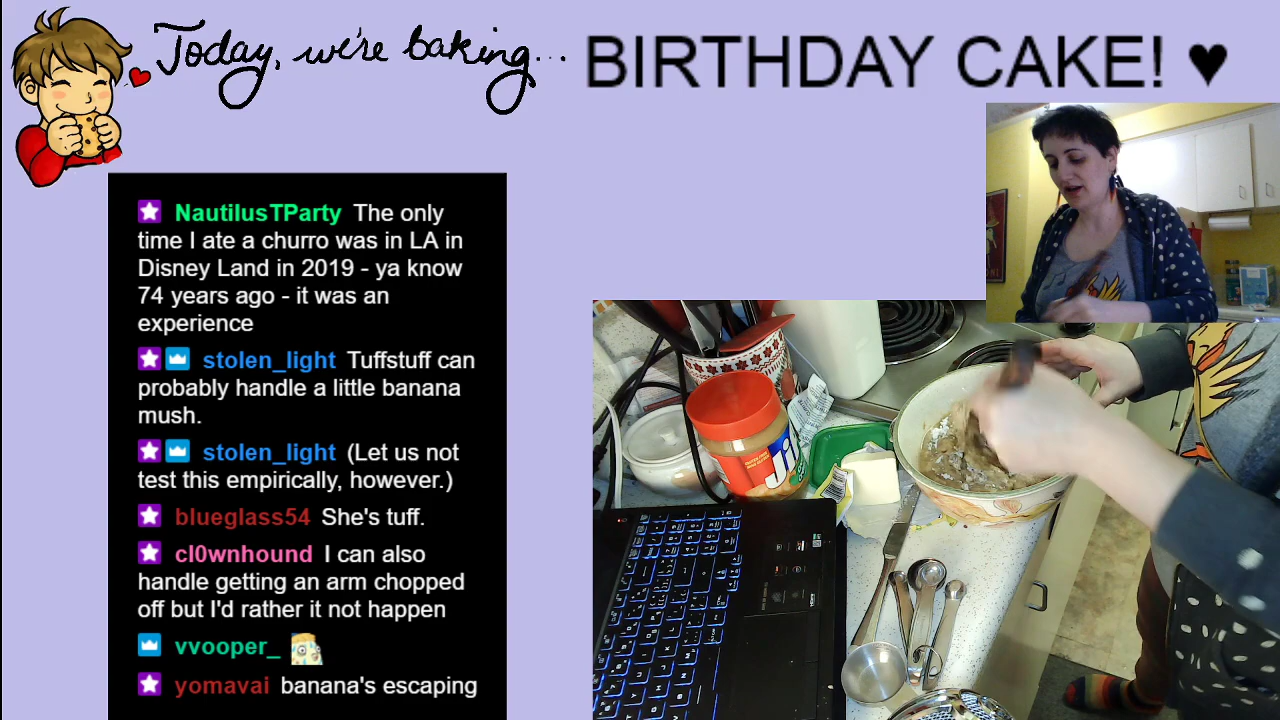 Today, we're baking... BIRTHDAY CAKE! ♥
NautilusTParty The only
time I ate a churro was in LA in
Disney Land in 2019 - ya know
74 years ago - it was an
experience
stolen_light Tuffstuff can
probably handle a little banana
mush.
stolen_light (Let us not
test this empirically, however.)
blueglass54 She's tuff.
cl0wnhound I can also
handle getting an arm chopped
off but I'd rather it not happen
vvooper_
yomavai banana's escaping
Jif